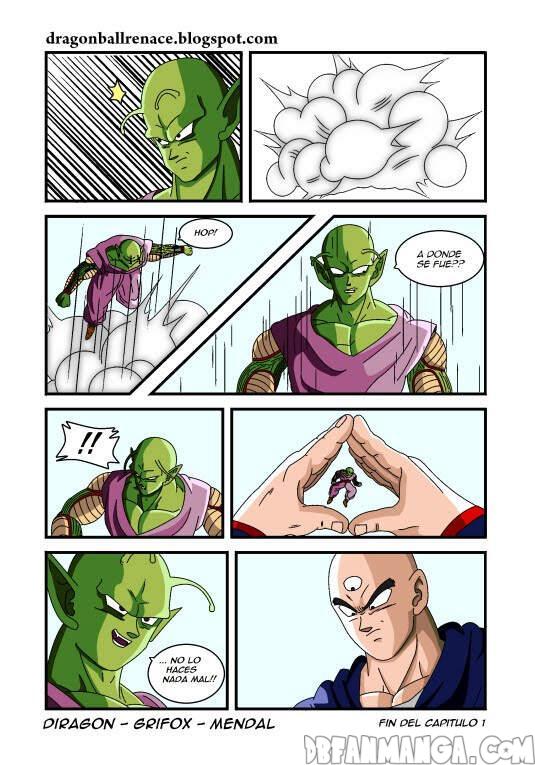 dragonballrenace.blogspot.com
HOP!
A DONDE
SE FUE??
!!
... NO LO
HACES
NADA MAL!!
DIRAGON - GRIFOX - MENDAL
FIN DEL CAPITULO 1
DBFANMANGA.COM